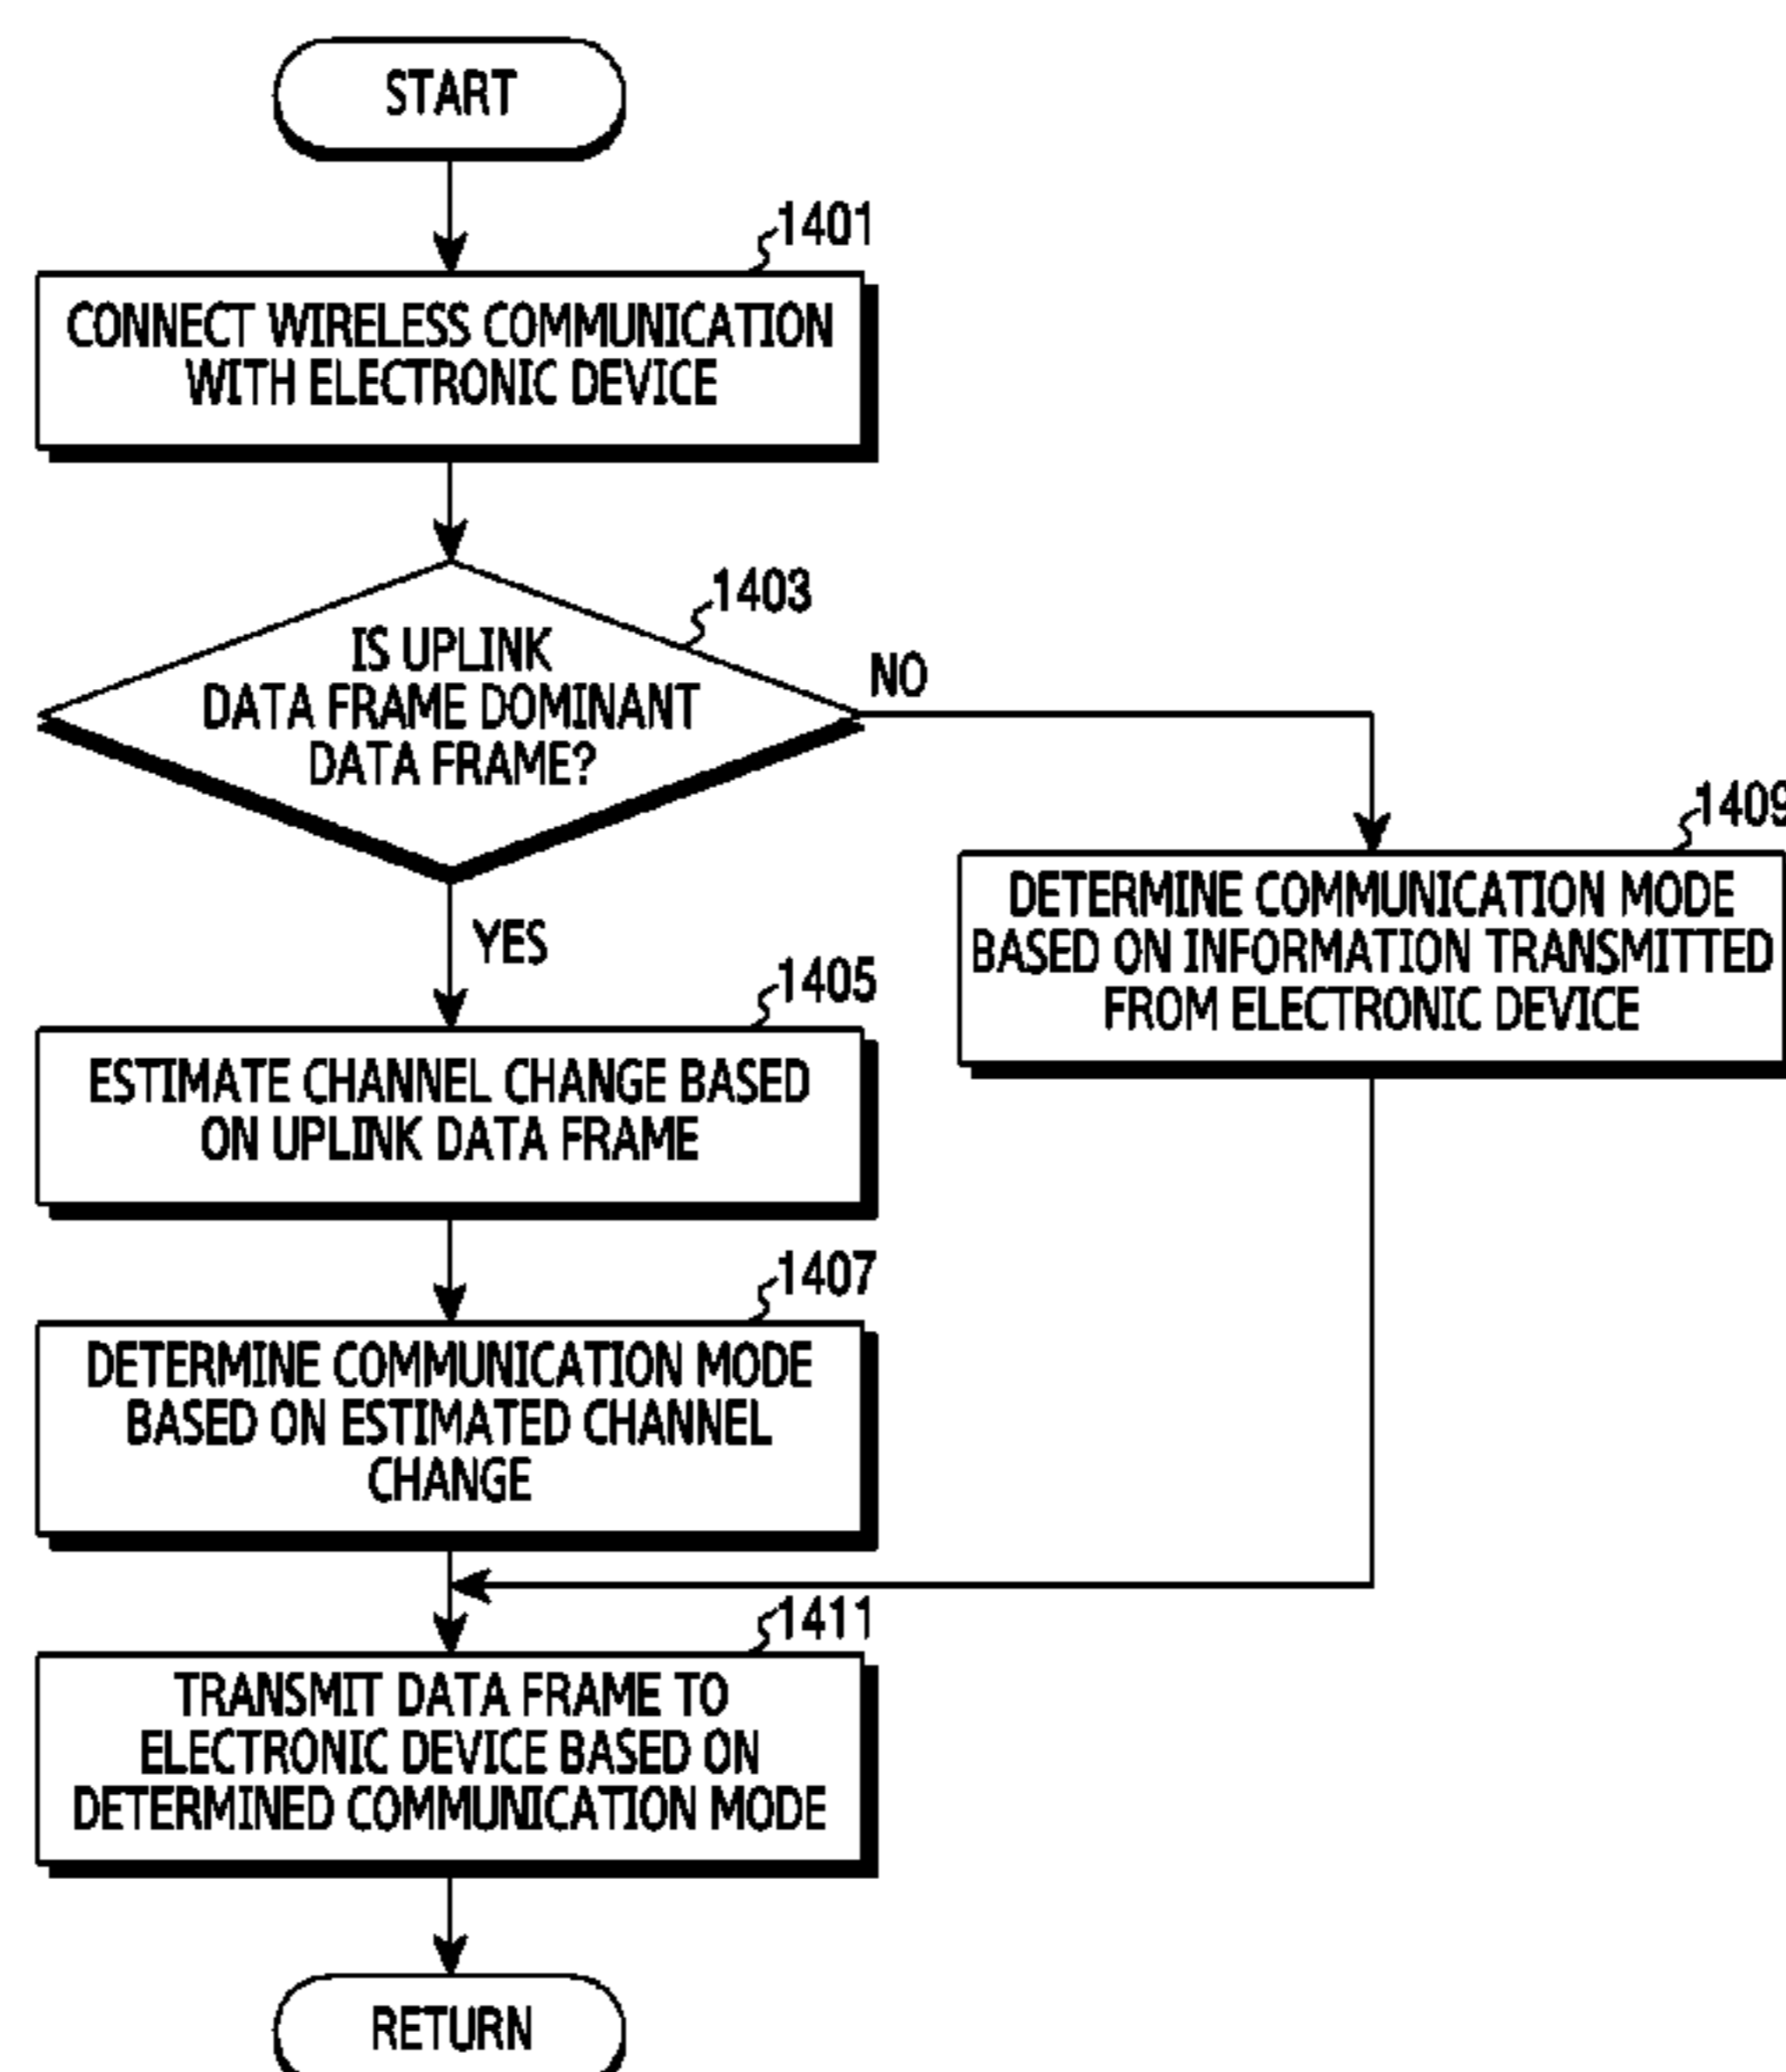 START
1401
CONNECT WIRELESS COMMUNICATION
WITH ELECTRONIC DEVICE
1403
IS UPLINK
DATA FRAME DOMINANT
DATA FRAME?
NO
YES
1409
DETERMINE COMMUNICATION MODE
BASED ON INFORMATION TRANSMITTED
FROM ELECTRONIC DEVICE
1405
ESTIMATE CHANNEL CHANGE BASED
ON UPLINK DATA FRAME
1407
DETERMINE COMMUNICATION MODE
BASED ON ESTIMATED CHANNEL
CHANGE
1411
TRANSMIT DATA FRAME TO
ELECTRONIC DEVICE BASED ON
DETERMINED COMMUNICATION MODE
RETURN